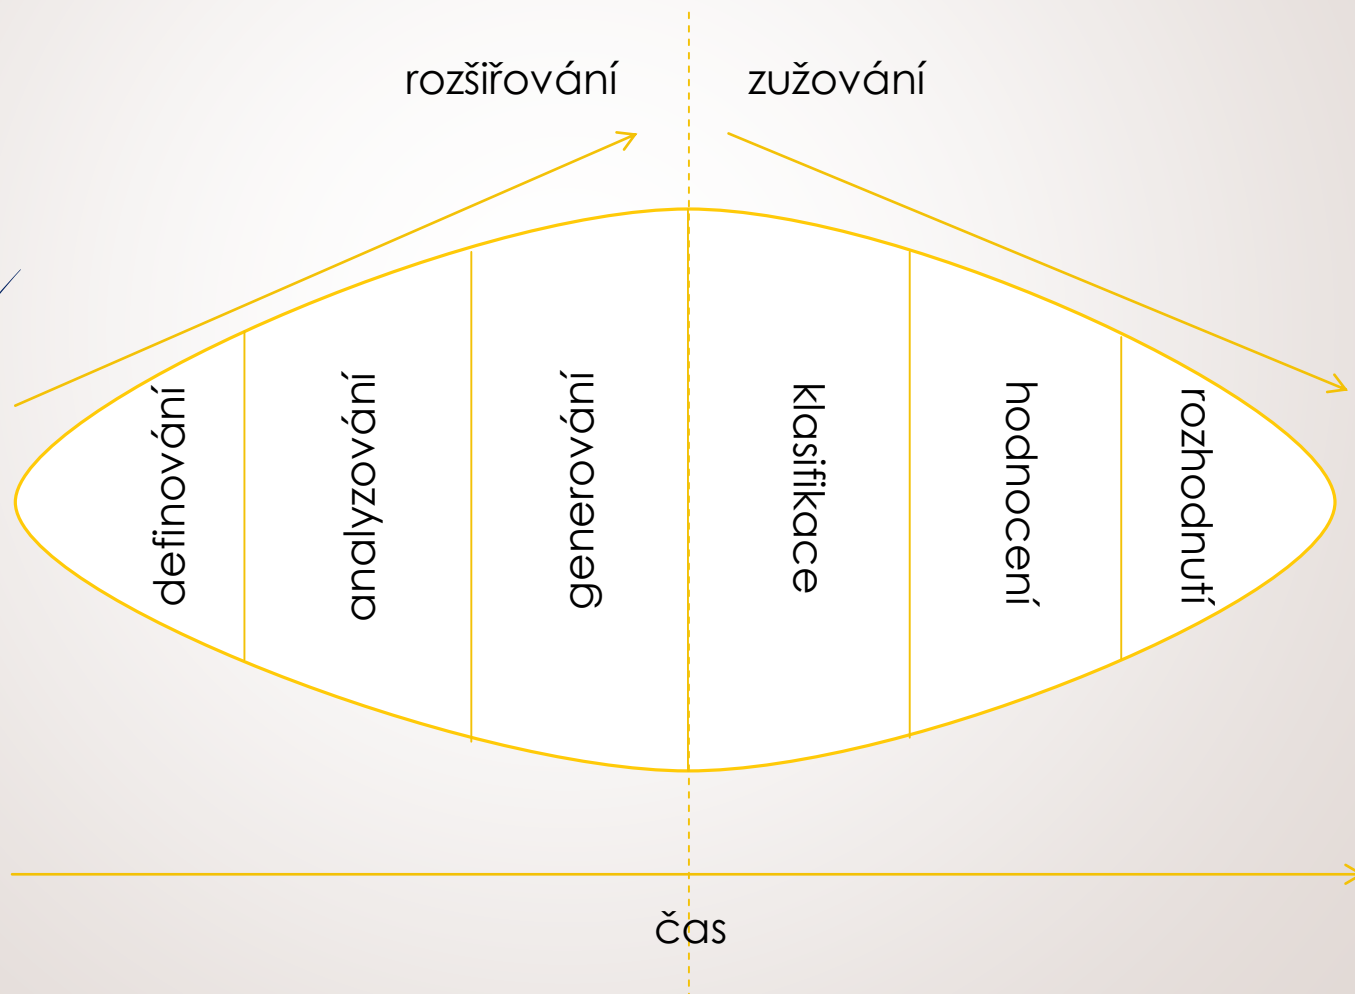 rozšiřování
zužování
definování
analyzování
generování
klasifikace
hodnocení
rozhodnutí
čas